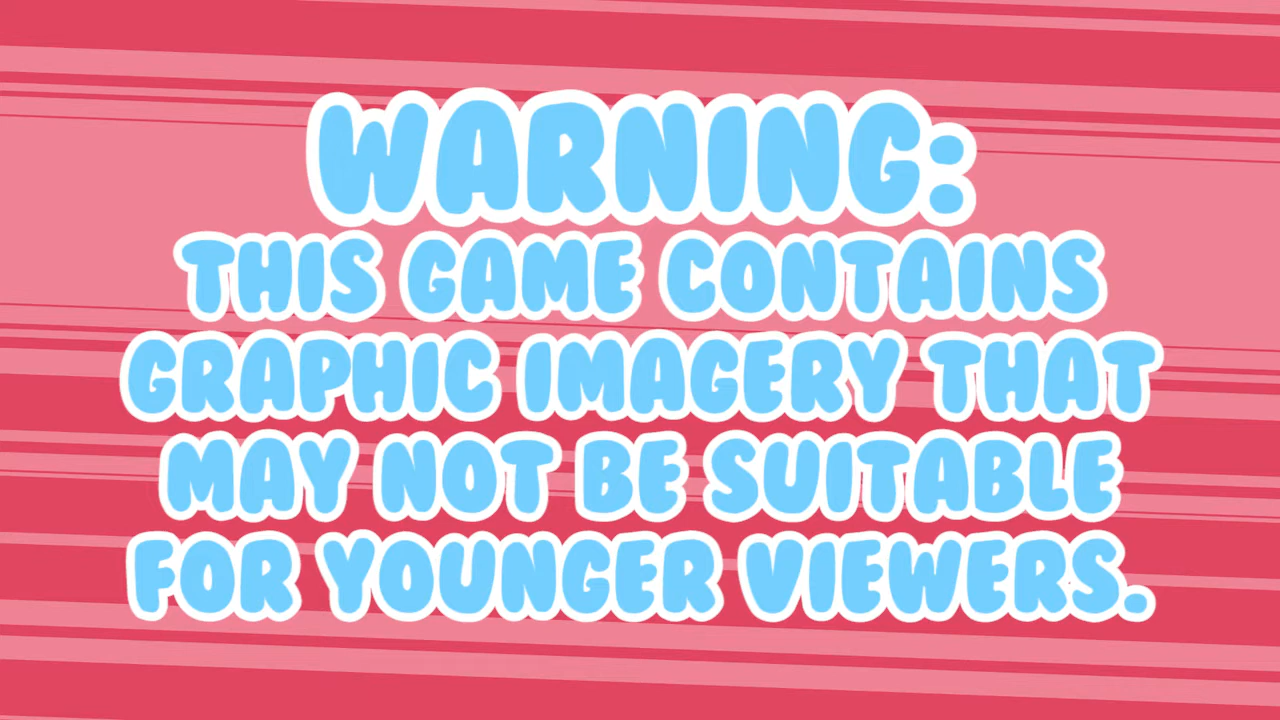 WARNING:
THIS GAME CONTAINS
GRAPHIC IMAGERY THAT
MAY NOT BE SUITABLE
FOR YOUNGER VIEWERS.